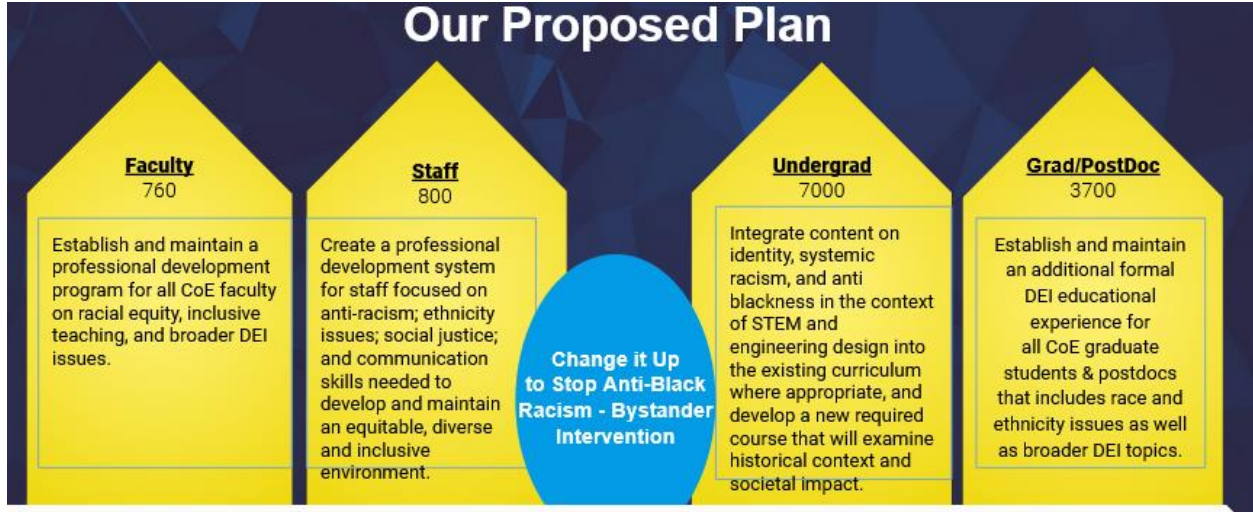 Our Proposed Plan
Faculty
760
Establish and maintain a
professional development
program for all CoE faculty
on racial equity, inclusive
teaching, and broader DEI
issues.
Staff
800
Create a professional
development system
for staff focused on
anti-racism; ethnicity
issues; social justice;
and communication
skills needed to
develop and maintain
an equitable, diverse
and inclusive
environment.
Change it Up
to Stop Anti-Black
Racism - Bystander
Intervention
Undergrad
7000
Integrate content on
identity, systemic
racism, and anti
blackness in the context
of STEM and
engineering design into
the existing curriculum
where appropriate, and
develop a new required
course that will examine
historical context and
societal impact.
Grad/PostDoc
3700
Establish and maintain
an additional formal
DEI educational
experience for
all CoE graduate
students & postdocs
that includes race and
ethnicity issues as well
as broader DEI topics.